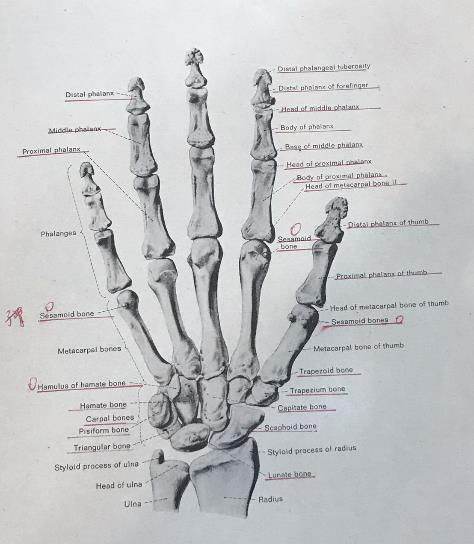 Distal phalangeal tuberosity
Distal phalanx of forefinger
Distal phalanx
Head of middle phalanx
Middle phalanx
Body of phalanx
Base of middle phalanx
Proximal phalanx
Head of proximal phalanx
Body of proximal phalanx
Head of metacarpal bone II
Distal phalanx of thumb
Phalanges
Sesamoid
bone
Proximal phalanx of thumb
Head of metacarpal bone of thumb
Sesamoid bone
Sesamoid bones
Metacarpal bones
Metacarpal bone of thumb
Trapezoid bone
Hamulus of hamate bone
Trapezium bone
Hamate bone
Capitate bone
Carpal bones
Pisiform bone
Scaphoid bone
Triangular bone
Styloid process of radius
Styloid process of ulna
Lunate bone
Head of ulna
Ulna
Radius